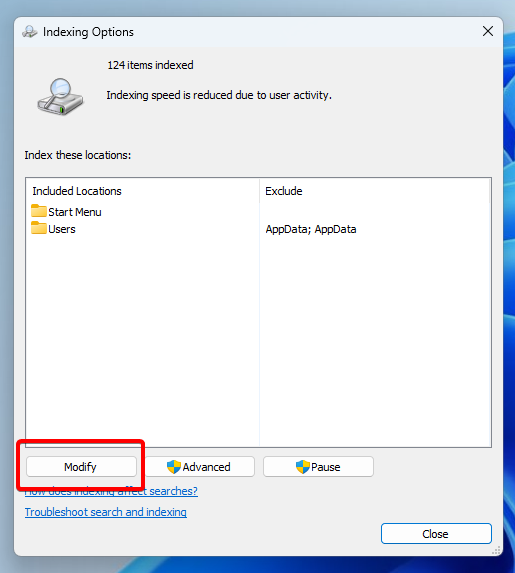 Indexing Options
124 items indexed
Indexing speed is reduced due to user activity.
Index these locations:
Included Locations Exclude
Start Menu
Users AppData; AppData
Modify Advanced Pause
How does indexing affect searches?
Troubleshoot search and indexing
Close